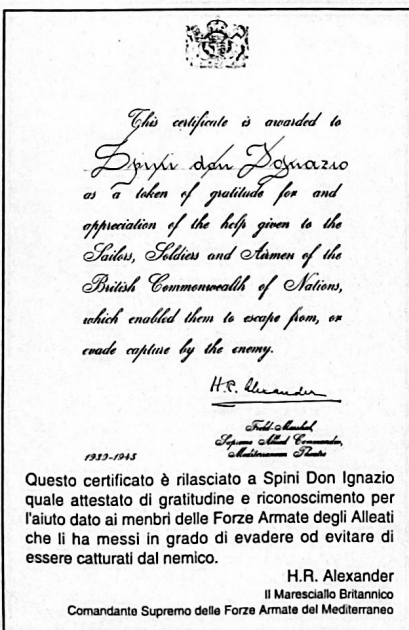 This certificate is awarded to
Spini don Ignazio
as a token of gratitude for and
appreciation of the help given to the
Sailors, Soldiers and Airmen of the
British Commonwealth of Nations,
which enabled them to escape from, or
evade capture by the enemy.
H.R. Alexander
Field-Marshal,
Supreme Allied Commander,
1939-1945 Mediterranean Theatre
Questo certificato è rilasciato a Spini Don Ignazio
quale attestato di gratitudine e riconoscimento per
l'aiuto dato ai menbri delle Forze Armate degli Alleati
che li ha messi in grado di evadere od evitare di
essere catturati dal nemico.
H.R. Alexander
Il Maresciallo Britannico
Comandante Supremo delle Forze Armate del Mediterraneo